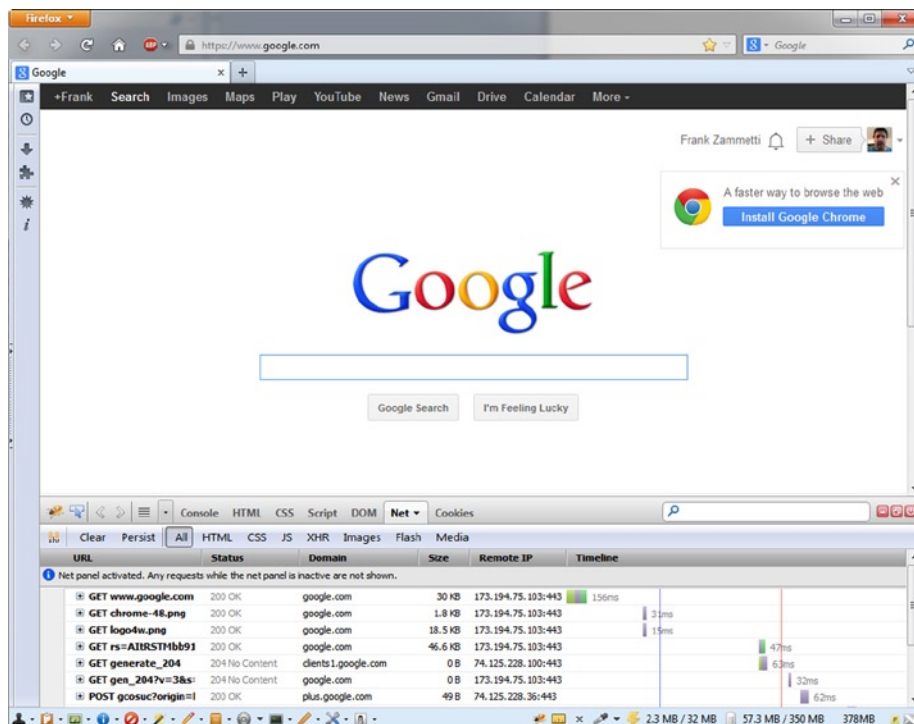 Firefox
https://www.google.com
Google
Google
+Frank Search Images Maps Play YouTube News Gmail Drive Calendar More
Frank Zammetti + Share
A faster way to browse the web
Install Google Chrome
Google
Google Search I'm Feeling Lucky
Console HTML CSS Script DOM Net Cookies
Clear Persist All HTML CSS JS XHR Images Flash Media
URL Status Domain Size Remote IP Timeline
Net panel activated. Any requests while the net panel is inactive are not shown.
GET www.google.com 200 OK google.com 30 KB 173.194.75.103:443 156ms
GET chrome-48.png 200 OK google.com 1.8 KB 173.194.75.103:443 31ms
GET logo4w.png 200 OK google.com 18.5 KB 173.194.75.103:443 15ms
GET rs=AItRSTMbb91 200 OK google.com 46.6 KB 173.194.75.103:443 47ms
GET generate_204 204 No Content clients1.google.com 0 B 74.125.228.100:443 63ms
GET gen_204?v=3&s 204 No Content google.com 0 B 173.194.75.103:443 32ms
POST gcosuc?origin= 200 OK plus.google.com 49 B 74.125.228.36:443 62ms
2.3 MB / 32 MB 57.3 MB / 350 MB 378MB